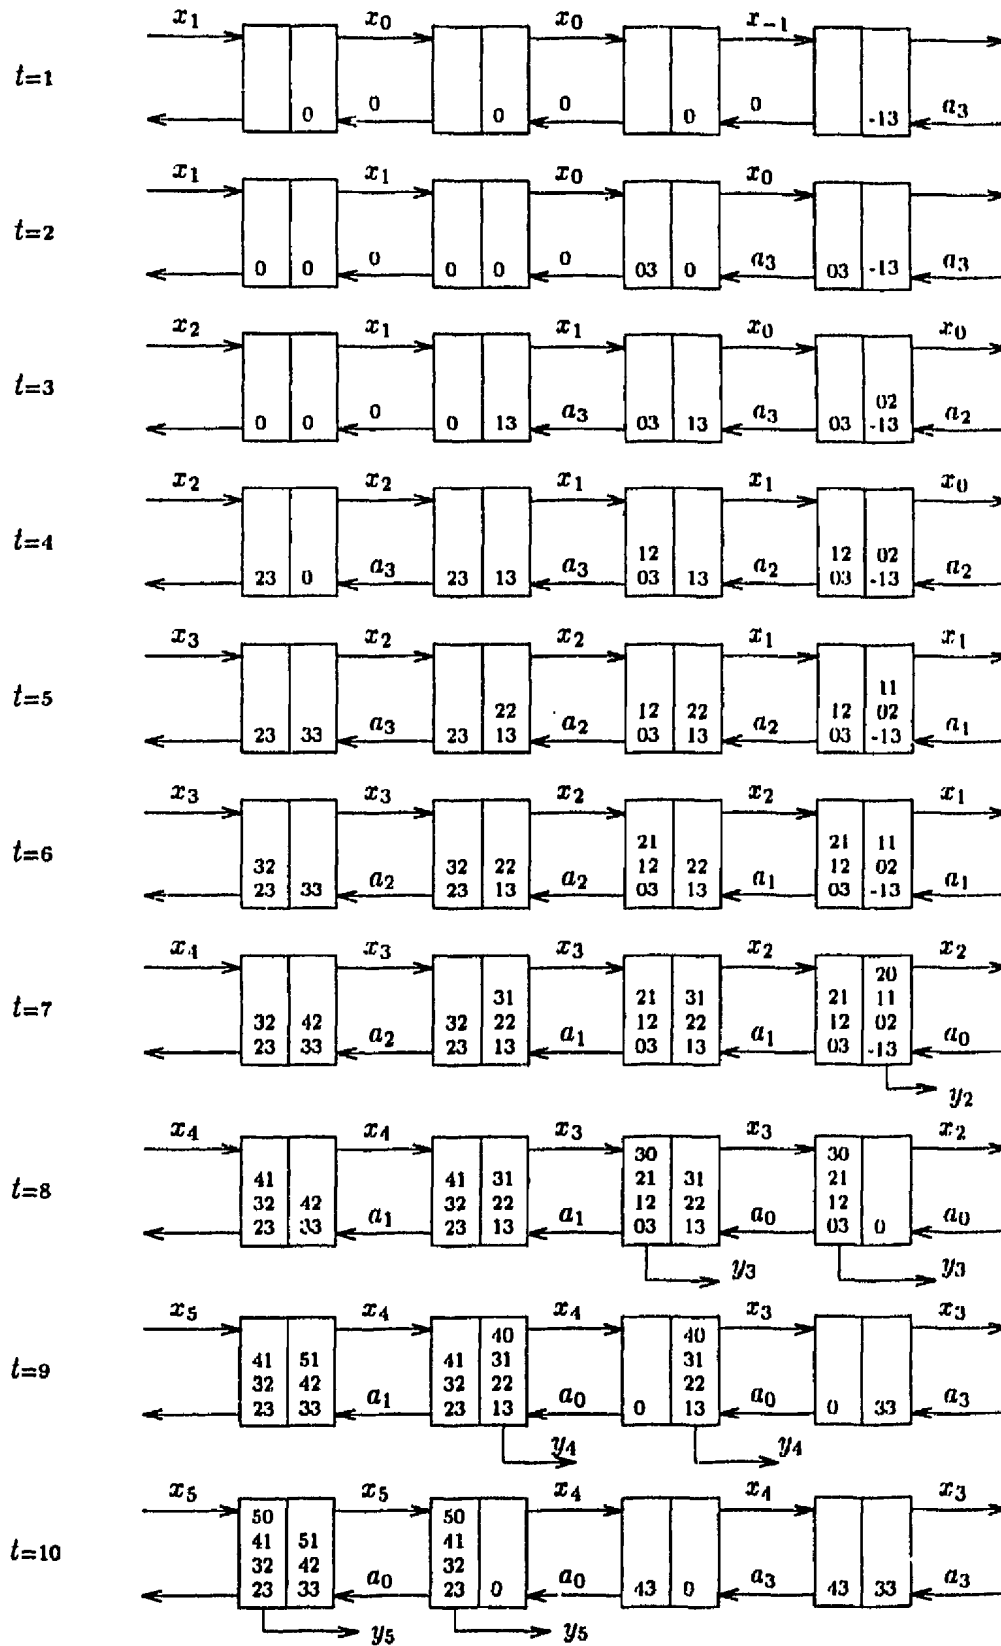 x₁ x₀ x₀ x₋₁
t=1
0 0 0 0 0 0 -13 a₃
x₁ x₁ x₀ x₀
t=2
0 0 0 0 0 0 03 0 a₃ 03 -13 a₃
x₂ x₁ x₁ x₀ x₀
t=3
02
0 0 0 0 13 a₃ 03 13 a₃ 03 -13 a₂
x₂ x₂ x₁ x₁ x₀
t=4
12 12 02
23 0 a₃ 23 13 a₃ 03 13 a₂ 03 -13 a₂
x₃ x₂ x₂ x₁ x₁
t=5
11
22 12 22 12 02
23 33 a₃ 23 13 a₂ 03 13 a₂ 03 -13 a₁
x₃ x₃ x₂ x₂ x₁
t=6
21 21 11
32 32 22 12 22 12 02
23 33 a₂ 23 13 a₂ 03 13 a₁ 03 -13 a₁
x₄ x₃ x₃ x₂ x₂
t=7
20
31 21 31 21 11
32 42 32 22 12 22 12 02
23 33 a₂ 23 13 a₁ 03 13 a₁ 03 -13 a₀
y₂
x₄ x₄ x₃ x₃ x₂
t=8
30 30
41 41 31 21 31 21
32 42 32 22 12 22 12
23 33 a₁ 23 13 a₁ 03 13 a₀ 03 0 a₀
y₃ y₃
x₅ x₄ x₄ x₃ x₃
t=9
40 40
41 51 41 31 31
32 42 32 22 22
23 33 a₁ 23 13 a₀ 0 13 a₀ 0 33 a₃
y₄ y₄
x₅ x₅ x₄ x₄ x₃
t=10
50 50
41 51 41
32 42 32
23 33 a₀ 23 0 a₀ 43 0 a₃ 43 33 a₃
y₅ y₅